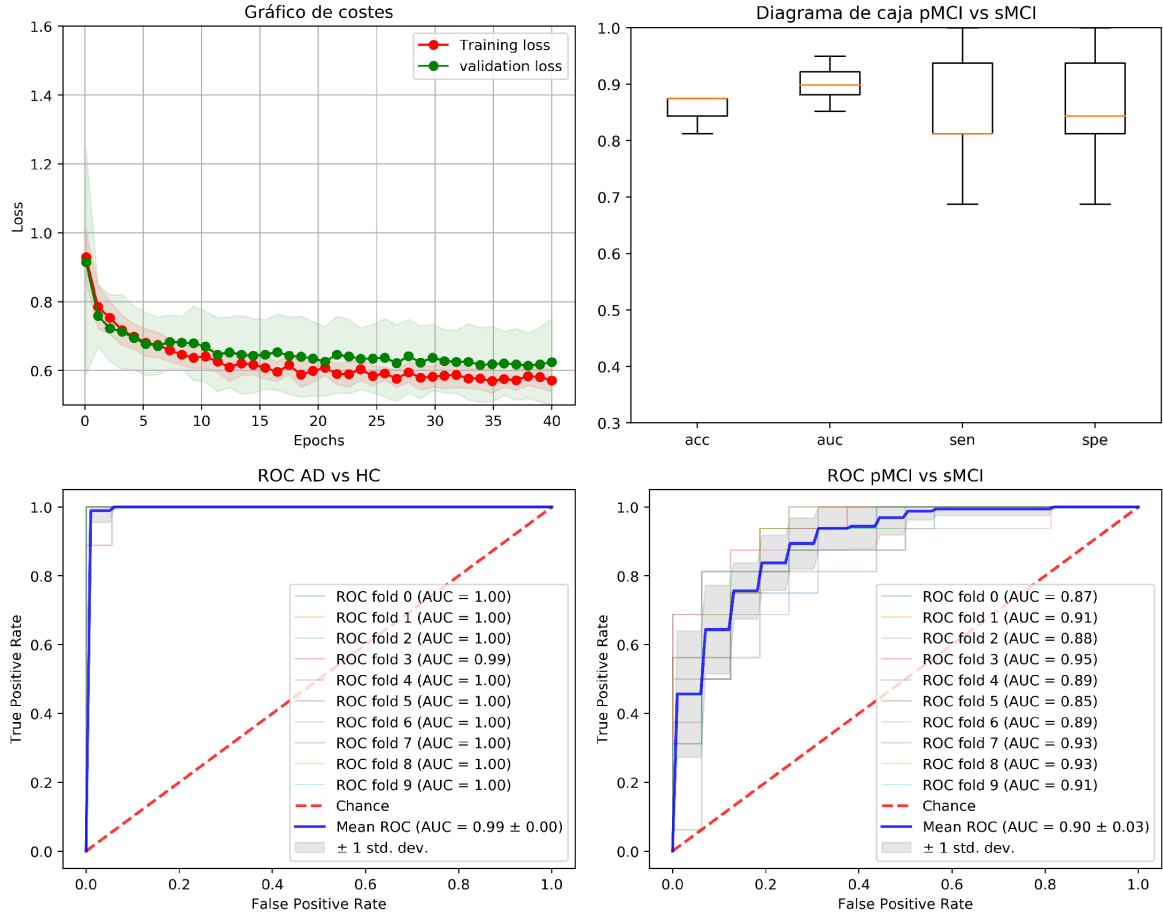 Gráfico de costes
1.6
1.4
1.2
1.0
0.8
0.6
Loss
0 5 10 15 20 25 30 35 40
Epochs
Training loss
validation loss
Diagrama de caja pMCI vs sMCI
1.0
0.9
0.8
0.7
0.6
0.5
0.4
0.3
acc auc sen spe
ROC AD vs HC
1.0
0.8
0.6
0.4
0.2
0.0
True Positive Rate
0.0 0.2 0.4 0.6 0.8 1.0
False Positive Rate
ROC fold 0 (AUC = 1.00)
ROC fold 1 (AUC = 1.00)
ROC fold 2 (AUC = 1.00)
ROC fold 3 (AUC = 0.99)
ROC fold 4 (AUC = 1.00)
ROC fold 5 (AUC = 1.00)
ROC fold 6 (AUC = 1.00)
ROC fold 7 (AUC = 1.00)
ROC fold 8 (AUC = 1.00)
ROC fold 9 (AUC = 1.00)
Chance
Mean ROC (AUC = 0.99 ± 0.00)
± 1 std. dev.
ROC pMCI vs sMCI
1.0
0.8
0.6
0.4
0.2
0.0
True Positive Rate
0.0 0.2 0.4 0.6 0.8 1.0
False Positive Rate
ROC fold 0 (AUC = 0.87)
ROC fold 1 (AUC = 0.91)
ROC fold 2 (AUC = 0.88)
ROC fold 3 (AUC = 0.95)
ROC fold 4 (AUC = 0.89)
ROC fold 5 (AUC = 0.85)
ROC fold 6 (AUC = 0.89)
ROC fold 7 (AUC = 0.93)
ROC fold 8 (AUC = 0.93)
ROC fold 9 (AUC = 0.91)
Chance
Mean ROC (AUC = 0.90 ± 0.03)
± 1 std. dev.